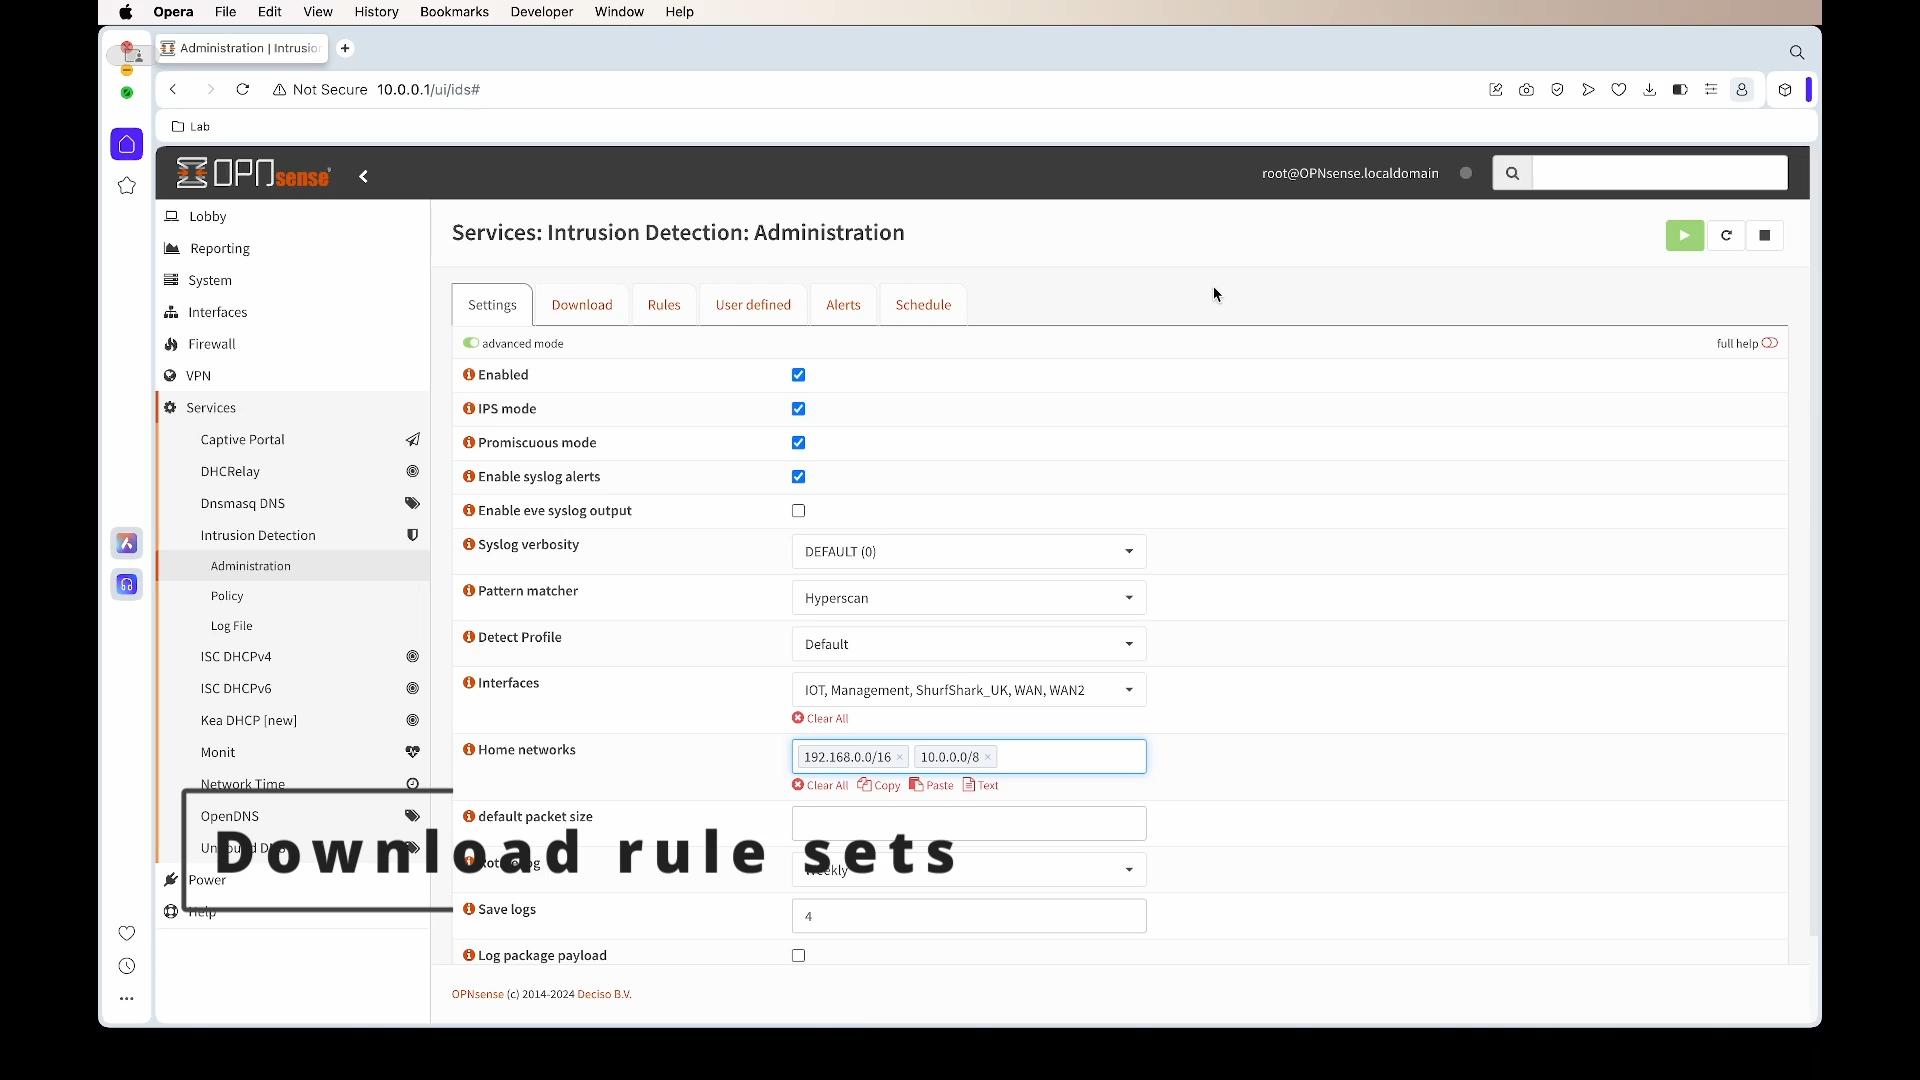 Opera File Edit View History Bookmarks Developer Window Help
Administration | Intrusio
Not Secure 10.0.0.1/ui/ids#
Lab
OPNsense
root@OPNsense.localdomain
Lobby
Reporting
System
Interfaces
Firewall
VPN
Services
Captive Portal
DHCRelay
Dnsmasq DNS
Intrusion Detection
Administration
Policy
Log File
ISC DHCPv4
ISC DHCPv6
Kea DHCP [new]
Monit
Network Time
OpenDNS
Power
Help
Services: Intrusion Detection: Administration
Settings Download Rules User defined Alerts Schedule
advanced mode full help
Enabled
IPS mode
Promiscuous mode
Enable syslog alerts
Enable eve syslog output
Syslog verbosity DEFAULT (0)
Pattern matcher Hyperscan
Detect Profile Default
Interfaces IOT, Management, ShurfShark_UK, WAN, WAN2
Clear All
Home networks 192.168.0.0/16 × 10.0.0.0/8 ×
Clear All Copy Paste Text
default packet size
Weekly
Save logs 4
Log package payload
Download rule sets
OPNsense (c) 2014-2024 Deciso B.V.